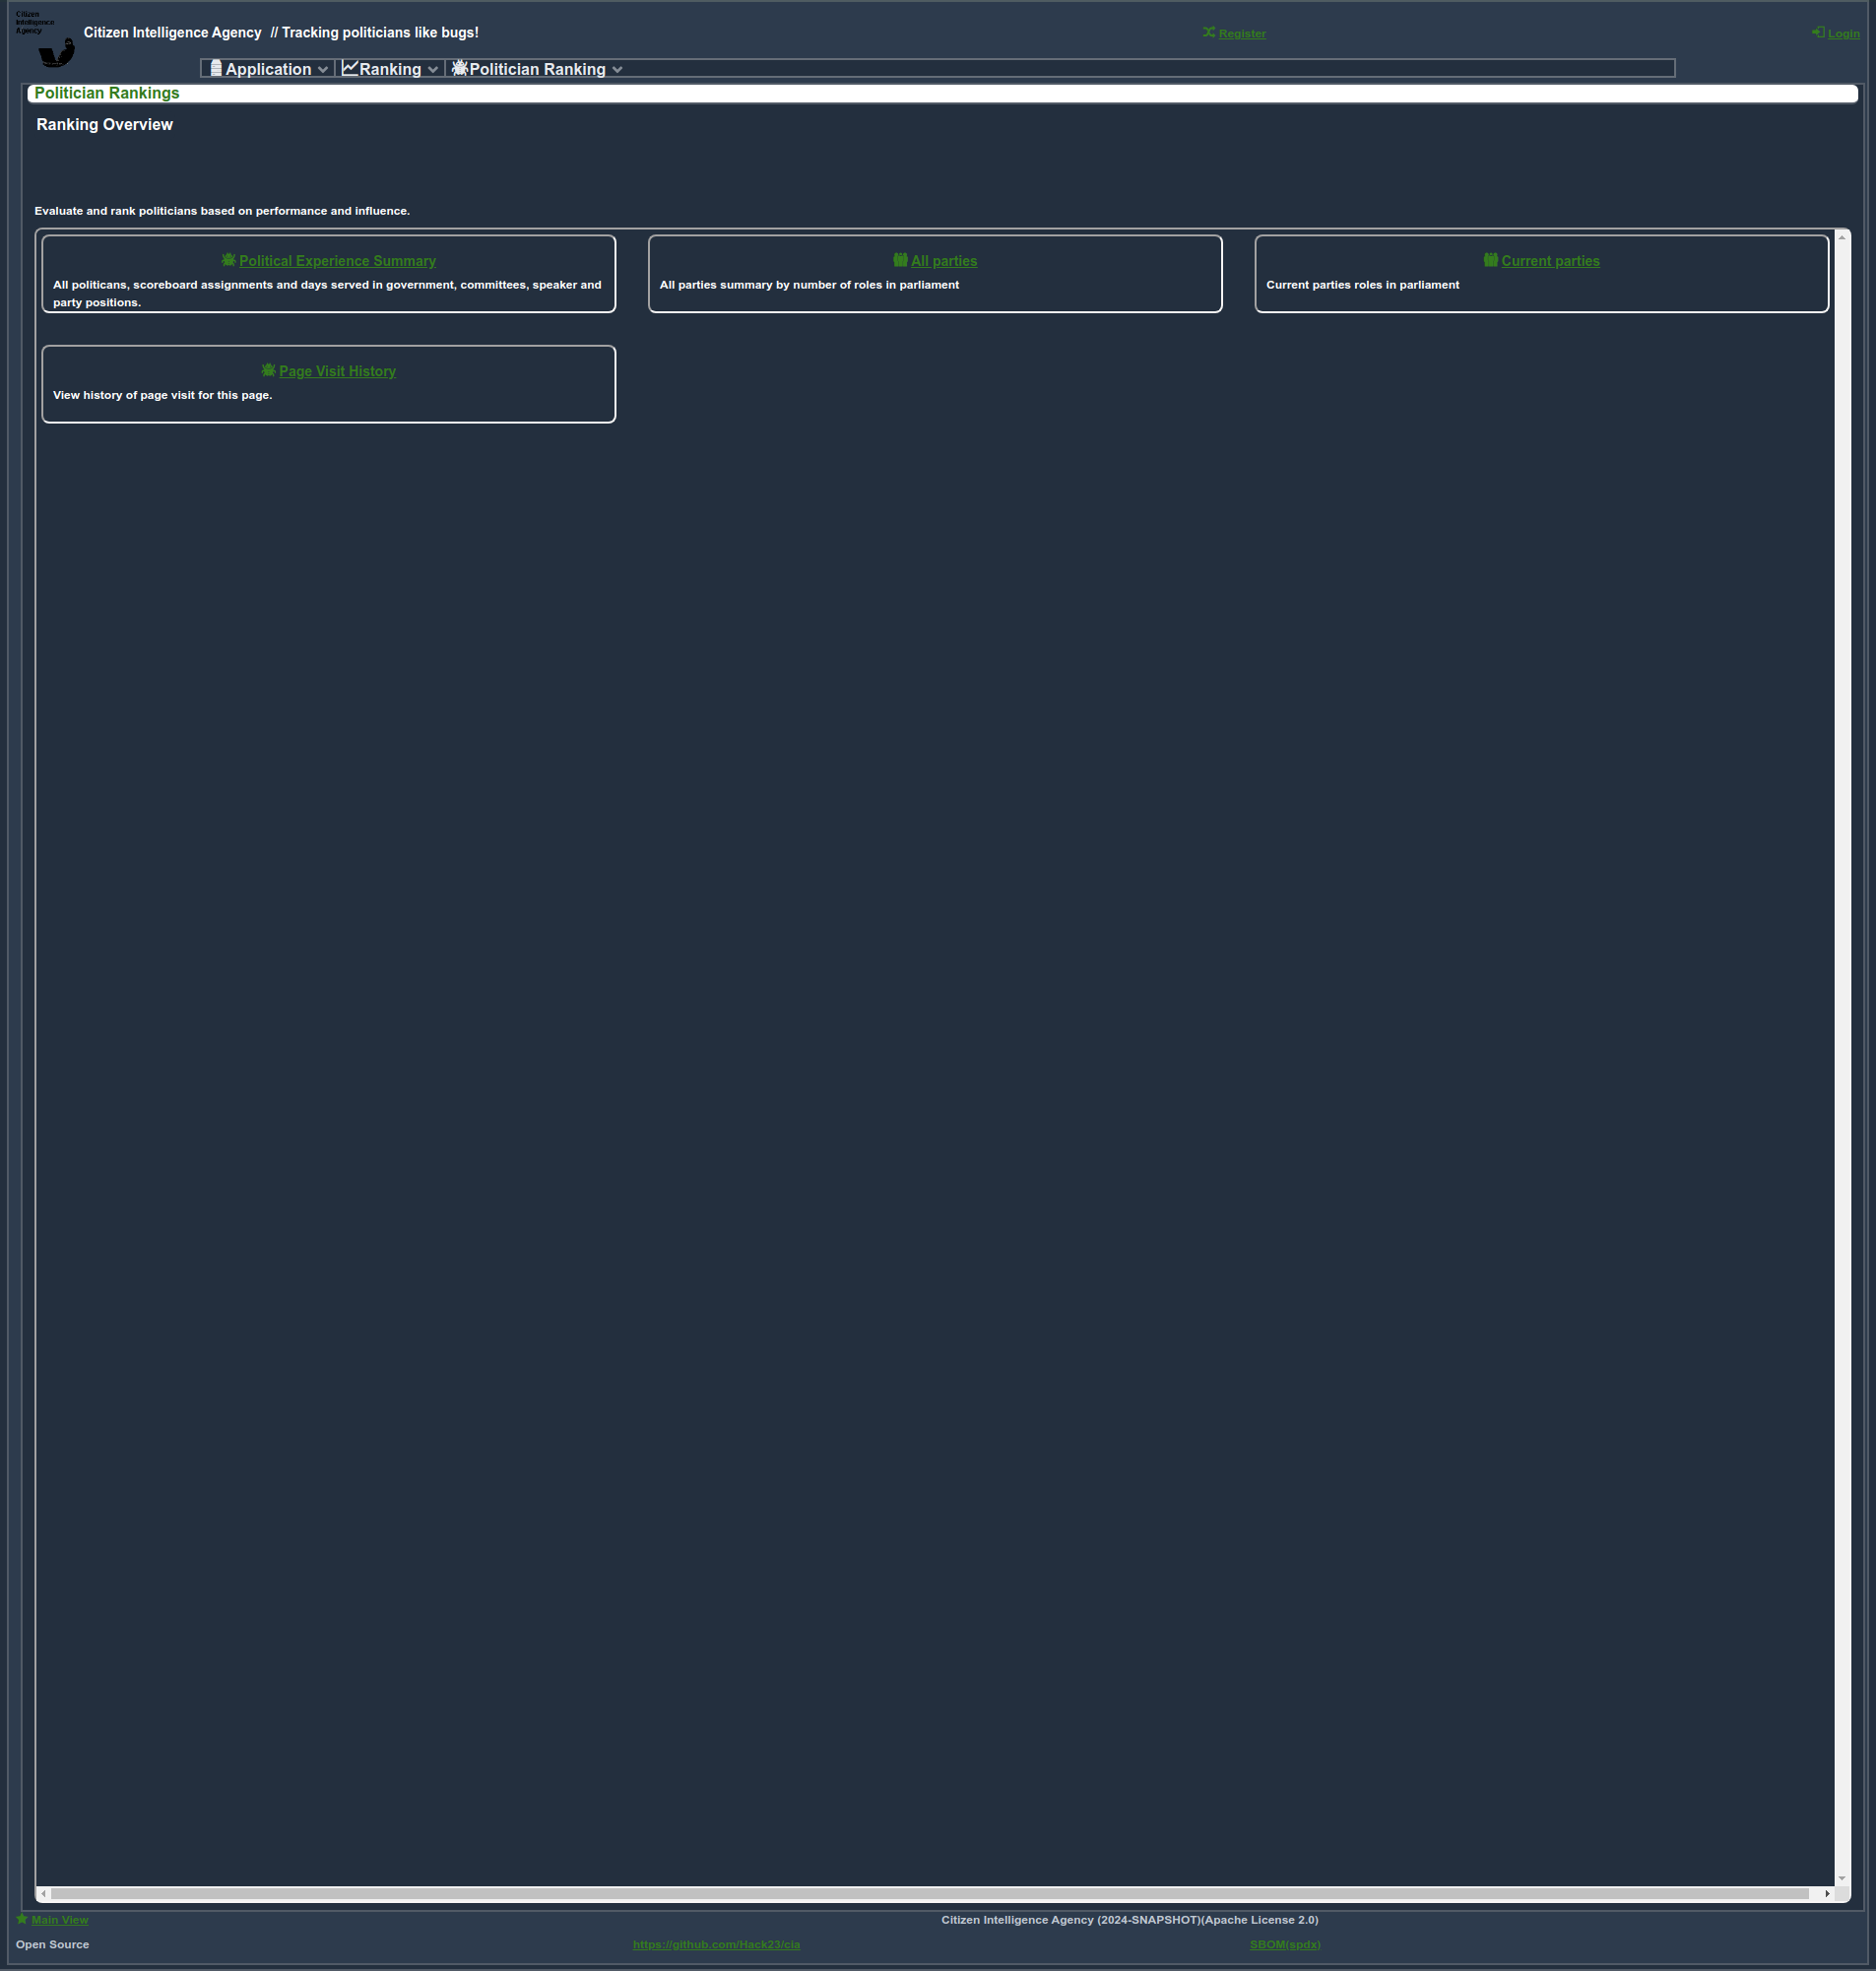 Citizen
Intelligence
Agency
Citizen Intelligence Agency // Tracking politicians like bugs!
Register
Login
Application
Ranking
Politician Ranking
Politician Rankings
Ranking Overview
Evaluate and rank politicians based on performance and influence.
Political Experience Summary
All politicans, scoreboard assignments and days served in government, committees, speaker and
party positions.
All parties
All parties summary by number of roles in parliament
Current parties
Current parties roles in parliament
Page Visit History
View history of page visit for this page.
Main View
Citizen Intelligence Agency (2024-SNAPSHOT)(Apache License 2.0)
Open Source
https://github.com/Hack23/cia
SBOM(spdx)